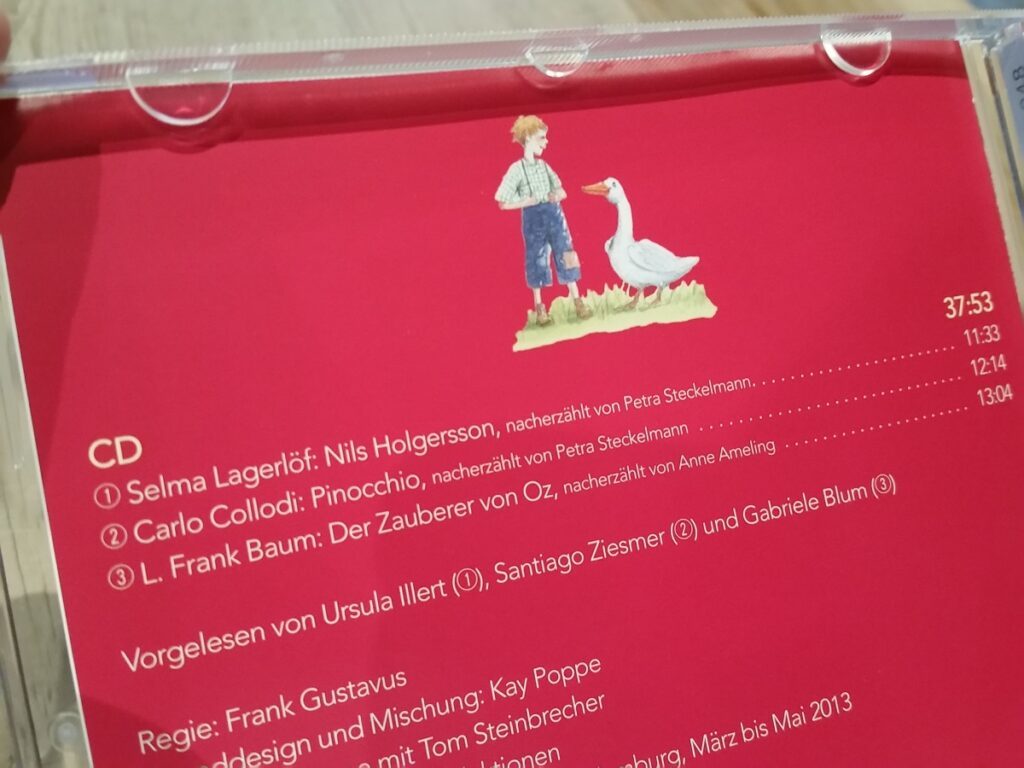 37:53
CD
① Selma Lagerlöf: Nils Holgersson, nacherzählt von Petra Steckelmann. . . . . . . . . . . . . . . . . . . . . . . . 11:33
② Carlo Collodi: Pinocchio, nacherzählt von Petra Steckelmann . . . . . . . . . . . . . . . . . . . . . . . . . . . . 12:14
③ L. Frank Baum: Der Zauberer von Oz, nacherzählt von Anne Ameling . . . . . . . . . . . . . . . . . . . . 13:04
Vorgelesen von Ursula Illert (①), Santiago Ziesmer (②) und Gabriele Blum (③)
Regie: Frank Gustavus
und Mischung: Kay Poppe
mit Tom Steinbrecher
März bis Mai 2013